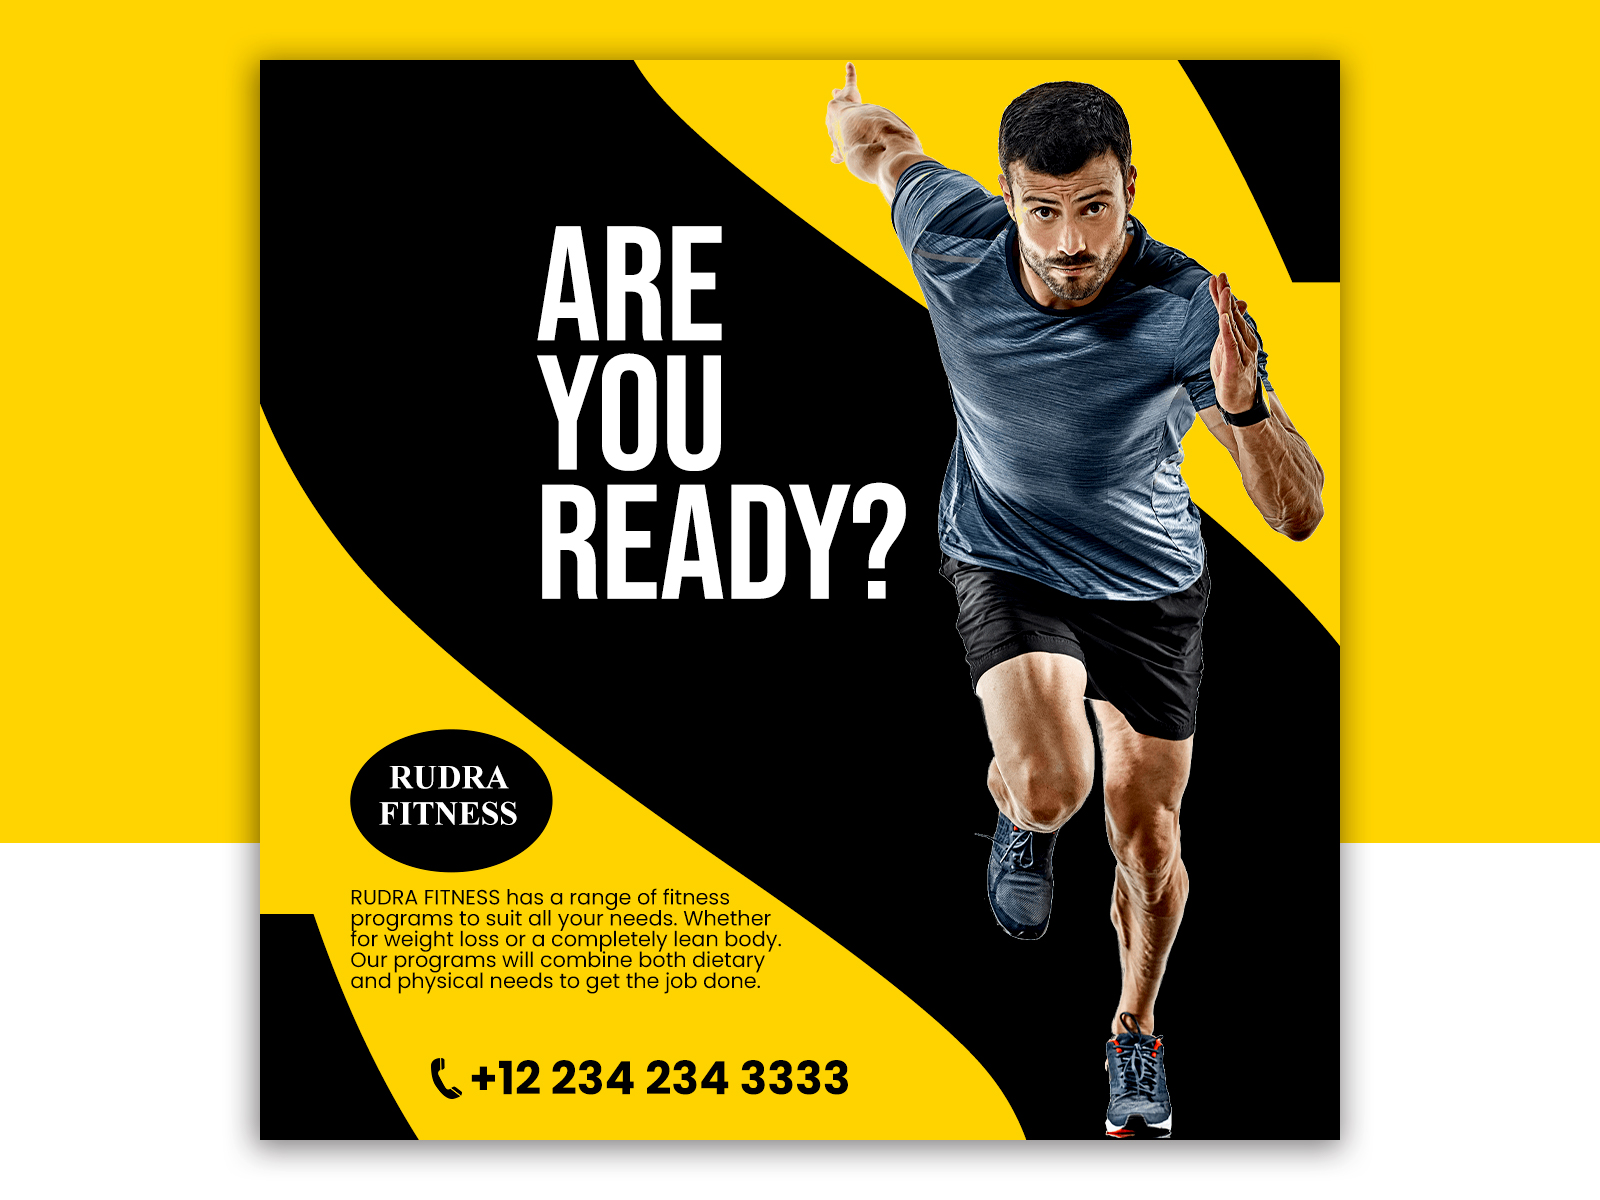 ARE
YOU
READY?
RUDRA
FITNESS
RUDRA FITNESS has a range of fitness
programs to suit all your needs. Whether
for weight loss or a completely lean body.
Our programs will combine both dietary
and physical needs to get the job done.
+12 234 234 3333